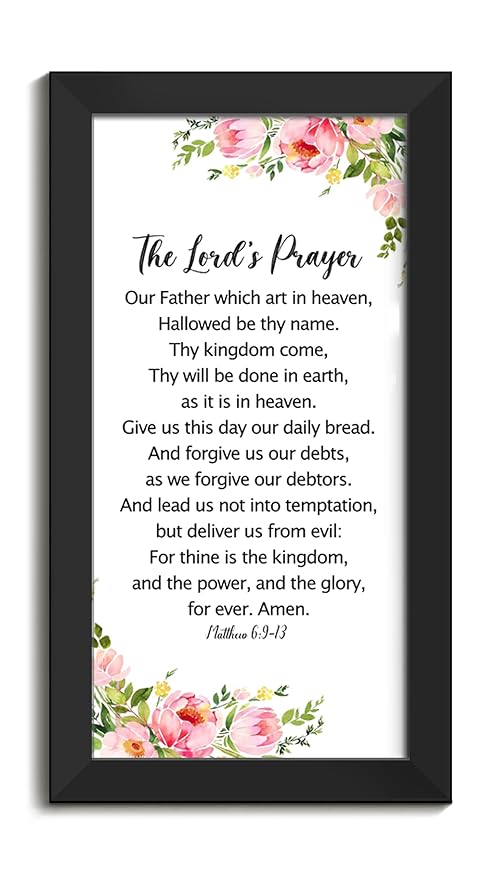 The Lord's Prayer
Our Father which art in heaven,
Hallowed be thy name.
Thy kingdom come,
Thy will be done in earth,
as it is in heaven.
Give us this day our daily bread.
And forgive us our debts,
as we forgive our debtors.
And lead us not into temptation,
but deliver us from evil:
For thine is the kingdom,
and the power, and the glory,
for ever. Amen.
Matthew 6:9-13